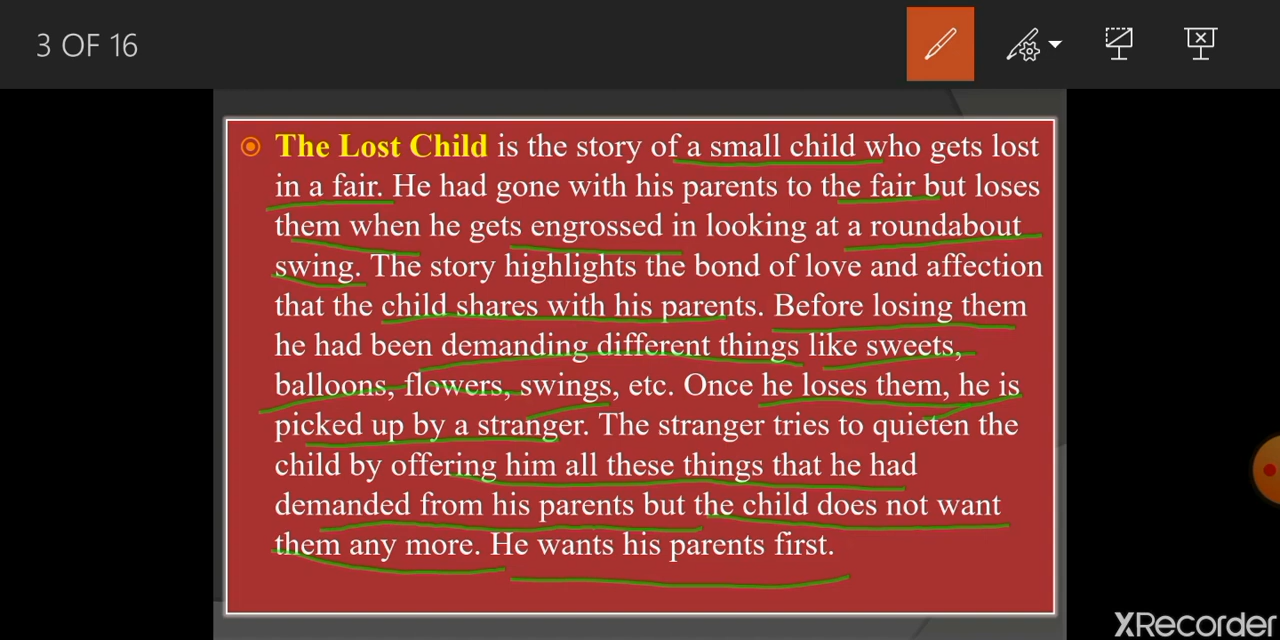 3 OF 16
The Lost Child is the story of a small child who gets lost
in a fair. He had gone with his parents to the fair but loses
them when he gets engrossed in looking at a roundabout
swing. The story highlights the bond of love and affection
that the child shares with his parents. Before losing them
he had been demanding different things like sweets,
balloons, flowers, swings, etc. Once he loses them, he is
picked up by a stranger. The stranger tries to quieten the
child by offering him all these things that he had
demanded from his parents but the child does not want
them any more. He wants his parents first.
XRecorder